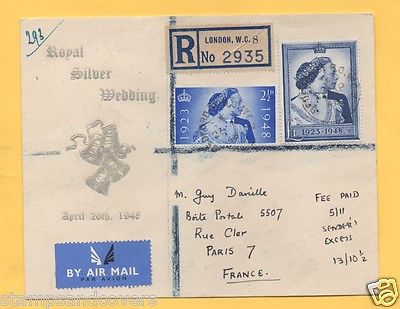 293
Royal
Silver
Wedding
April 26th, 1948
R
LONDON, W.C. 8
No 2935
1923
2½D
1948
1923-1948
M. Guy Danielle
Boite Postale 5507
Rue Cler
PARIS 7
FRANCE.
FEE PAID
5/11
SENDER'S
EXCESS
13/10½
BY AIR MAIL
PAR AVION
stampsandcovers